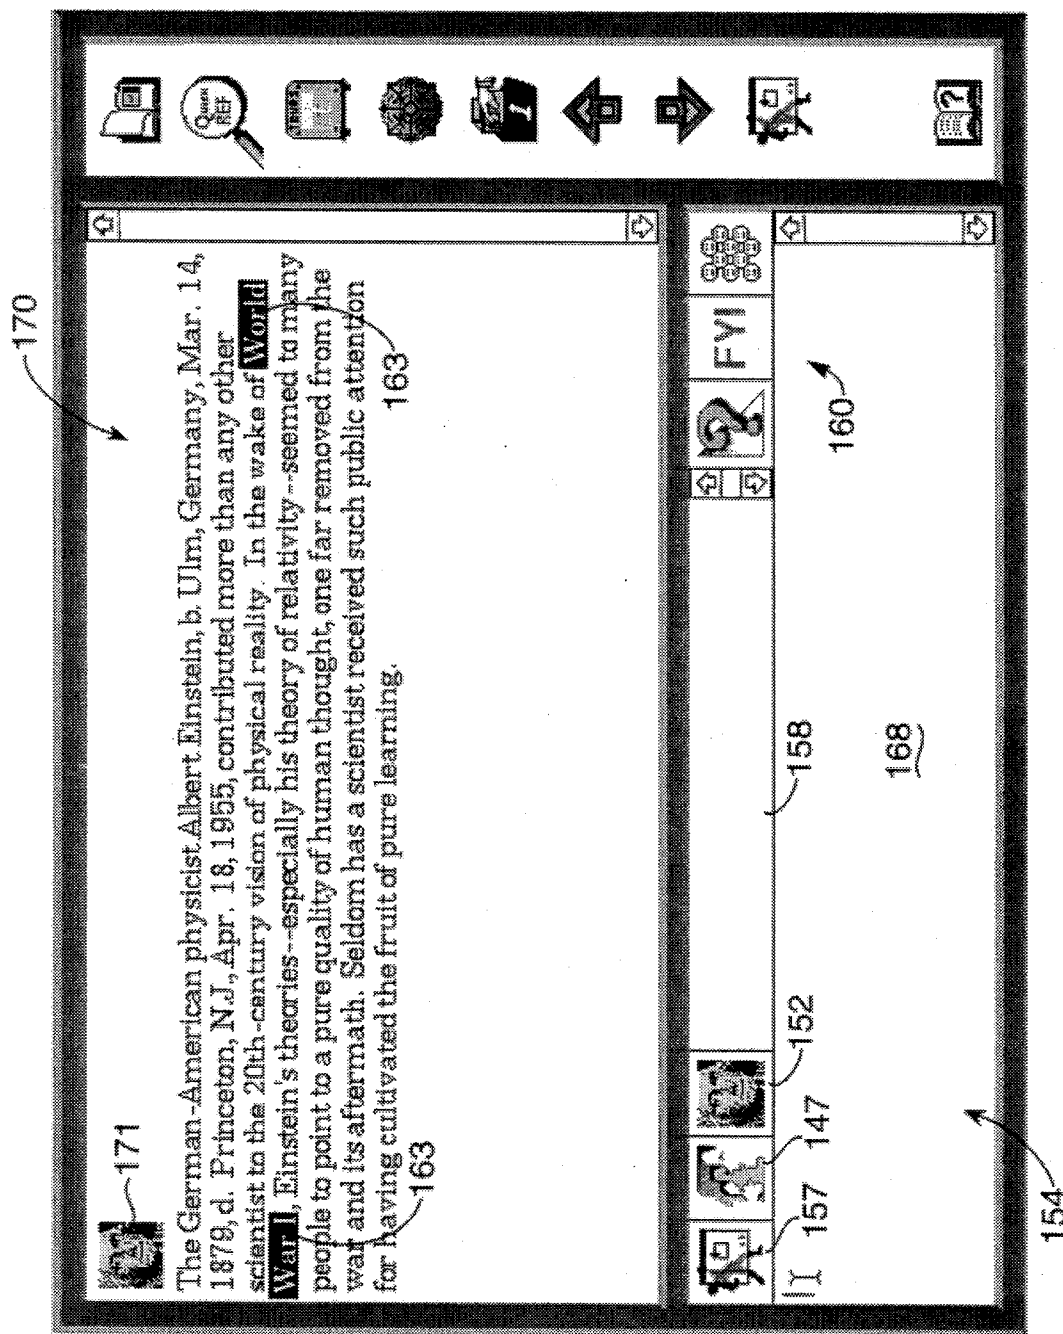 170
171
The German-American physicist Albert Einstein, b. Ulm, Germany, Mar. 14,
1879, d. Princeton, N.J., Apr. 18, 1955, contributed more than any other
scientist to the 20th-century vision of physical reality. In the wake of World
War I, Einstein's theories--especially his theory of relativity--seemed to many
people to point to a pure quality of human thought, one far removed from the
war and its aftermath. Seldom has a scientist received such public attention
for having cultivated the fruit of pure learning.
163
163
QUICK
REF
?
FYI
157
147
152
158
160
168
154